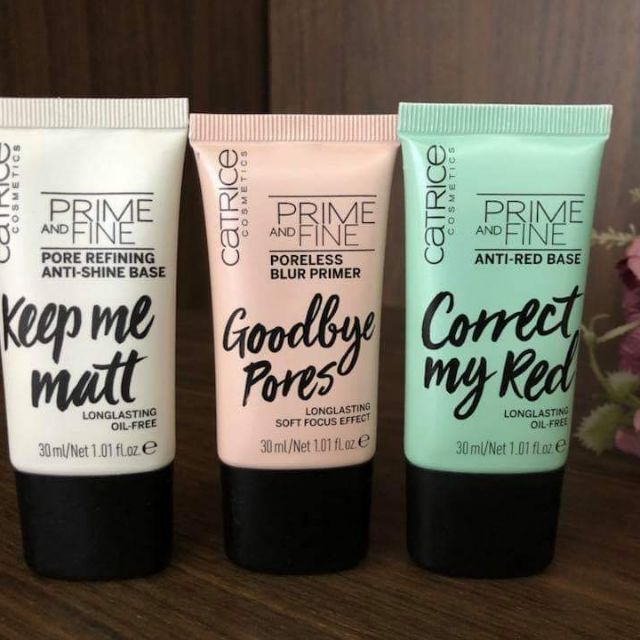 CATRICE
COSMETICS
PRIME
AND FINE
PORE REFINING
ANTI-SHINE BASE
Keep me
matt
LONGLASTING
OIL-FREE
30 ml/Net 1.01 fl.oz.℮
CATRICE
COSMETICS
PRIME
AND FINE
PORELESS
BLUR PRIMER
Goodbye
Pores
LONGLASTING
SOFT FOCUS EFFECT
30 ml/Net 1.01 fl.oz.℮
CATRICE
COSMETICS
PRIME
AND FINE
ANTI-RED BASE
Correct
my Red
LONGLASTING
OIL-FREE
30 ml/Net 1.01 fl.oz.℮